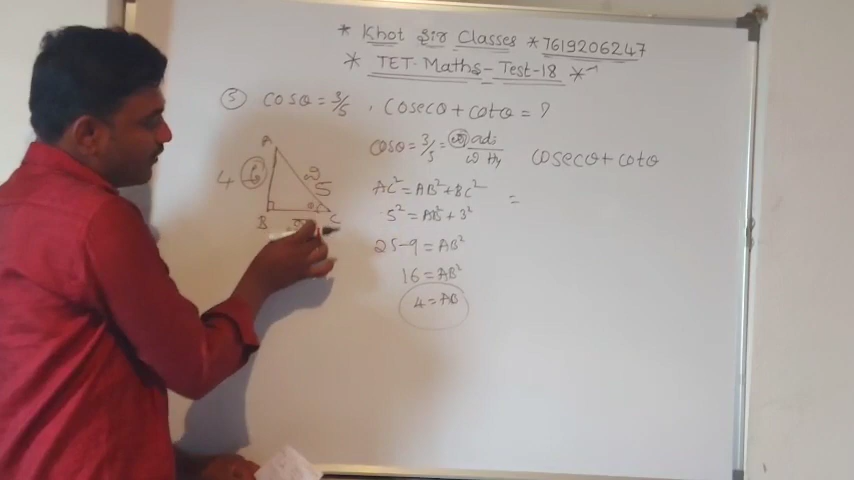 * Khot Sir Classes * 7619206247
* TET Maths - Test-18 *
5 cosθ = 3/5 , cosecθ + cotθ = ?
cosθ = 3/5 = adj / Hy
cosecθ + cotθ
A
4
5
B
θ
C
AC² = AB² + BC²
=
5² = AB² + 3²
25-9 = AB²
16 = AB²
4 = AB